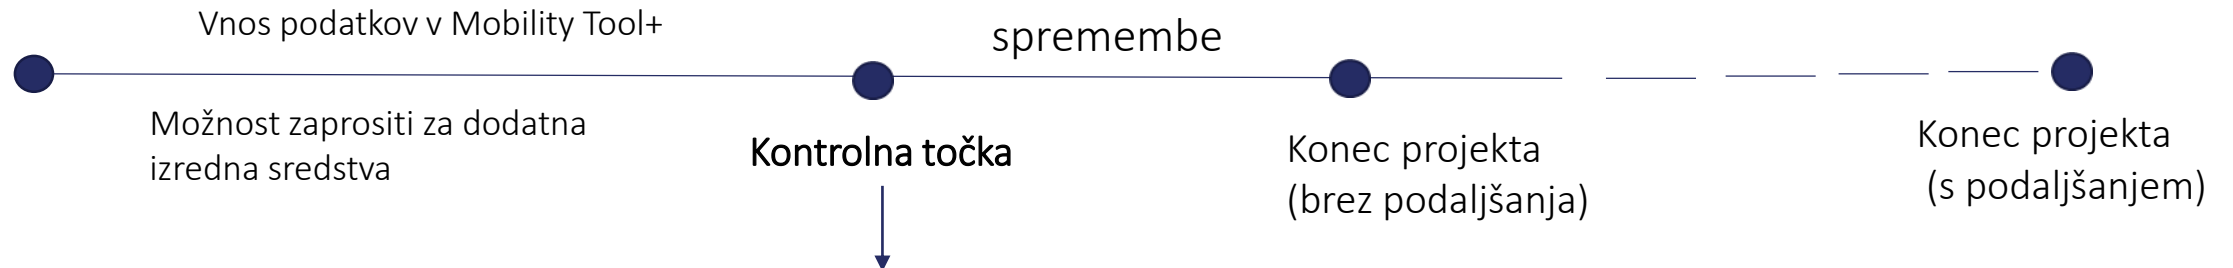 Vnos podatkov v Mobility Tool+
spremembe
Možnost zaprositi za dodatna
izredna sredstva
Kontrolna točka
Konec projekta
(brez podaljšanja)
Konec projekta
(s podaljšanjem)